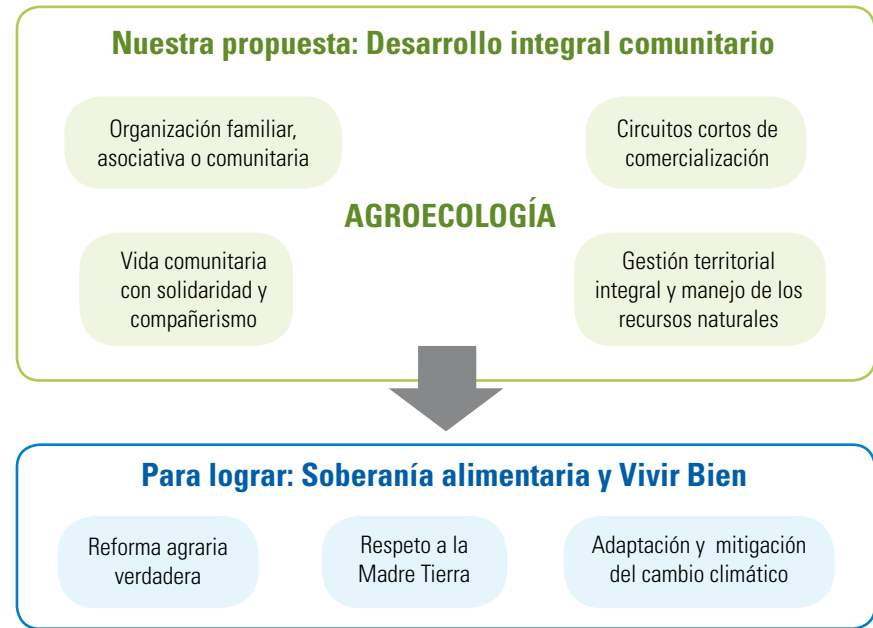 Nuestra propuesta: Desarrollo integral comunitario
Organización familiar,
asociativa o comunitaria
Circuitos cortos de
comercialización
AGROECOLOGÍA
Vida comunitaria
con solidaridad y
compañerismo
Gestión territorial
integral y manejo de los
recursos naturales
Para lograr: Soberanía alimentaria y Vivir Bien
Reforma agraria
verdadera
Respeto a la
Madre Tierra
Adaptación y mitigación
del cambio climático